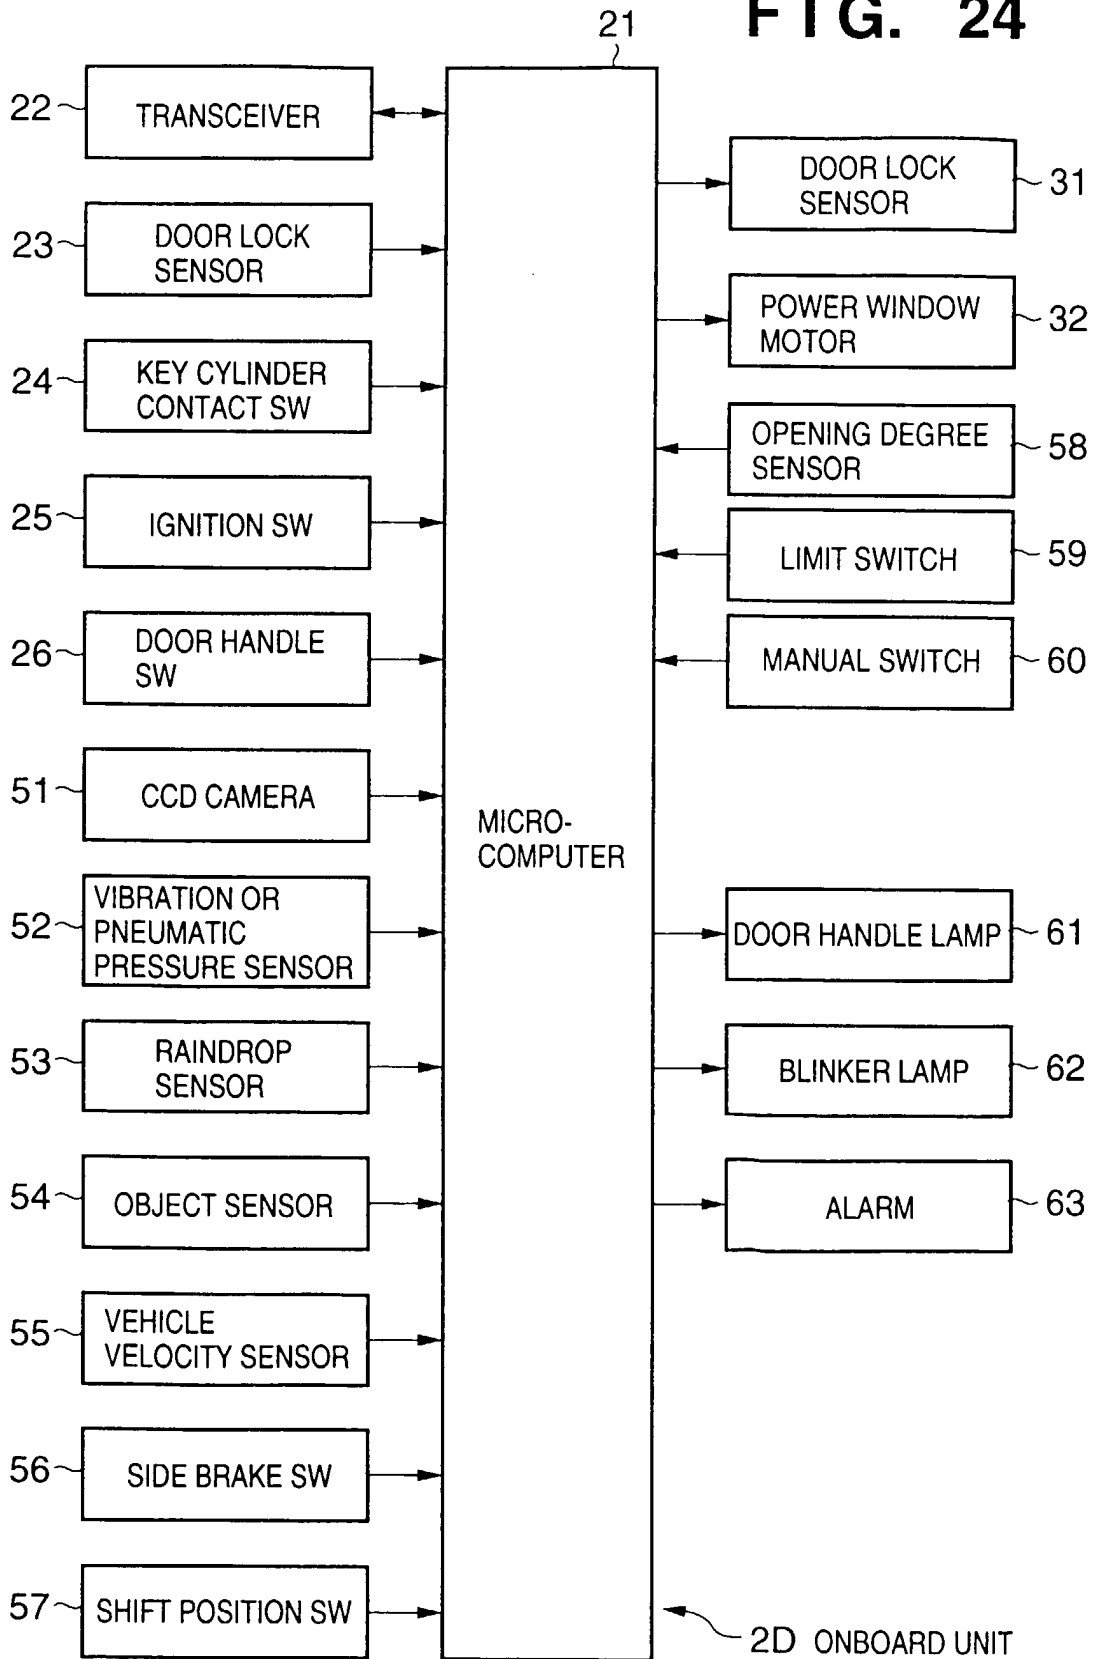 FIG. 24
21
22
TRANSCEIVER
23
DOOR LOCK
SENSOR
24
KEY CYLINDER
CONTACT SW
25
IGNITION SW
26
DOOR HANDLE
SW
51
CCD CAMERA
52
VIBRATION OR
PNEUMATIC
PRESSURE SENSOR
53
RAINDROP
SENSOR
54
OBJECT SENSOR
55
VEHICLE
VELOCITY SENSOR
56
SIDE BRAKE SW
57
SHIFT POSITION SW
MICRO-
COMPUTER
DOOR LOCK
SENSOR
31
POWER WINDOW
MOTOR
32
OPENING DEGREE
SENSOR
58
LIMIT SWITCH
59
MANUAL SWITCH
60
DOOR HANDLE LAMP
61
BLINKER LAMP
62
ALARM
63
2D ONBOARD UNIT